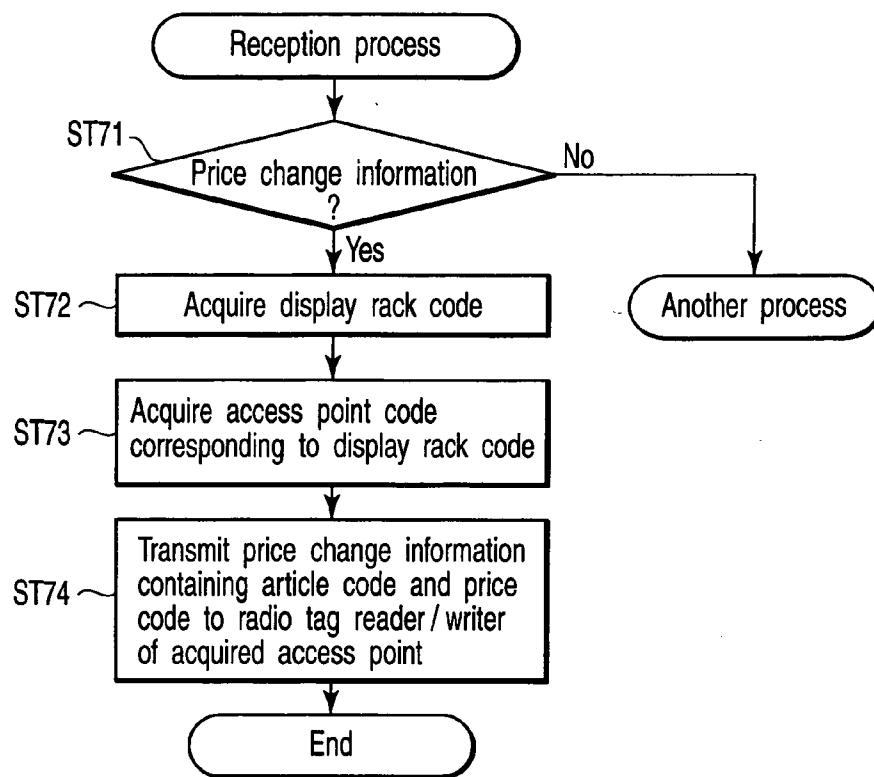 Reception process
ST71
Price change information
?
No
Yes
ST72
Acquire display rack code
Another process
ST73
Acquire access point code
corresponding to display rack code
ST74
Transmit price change information
containing article code and price
code to radio tag reader / writer
of acquired access point
End